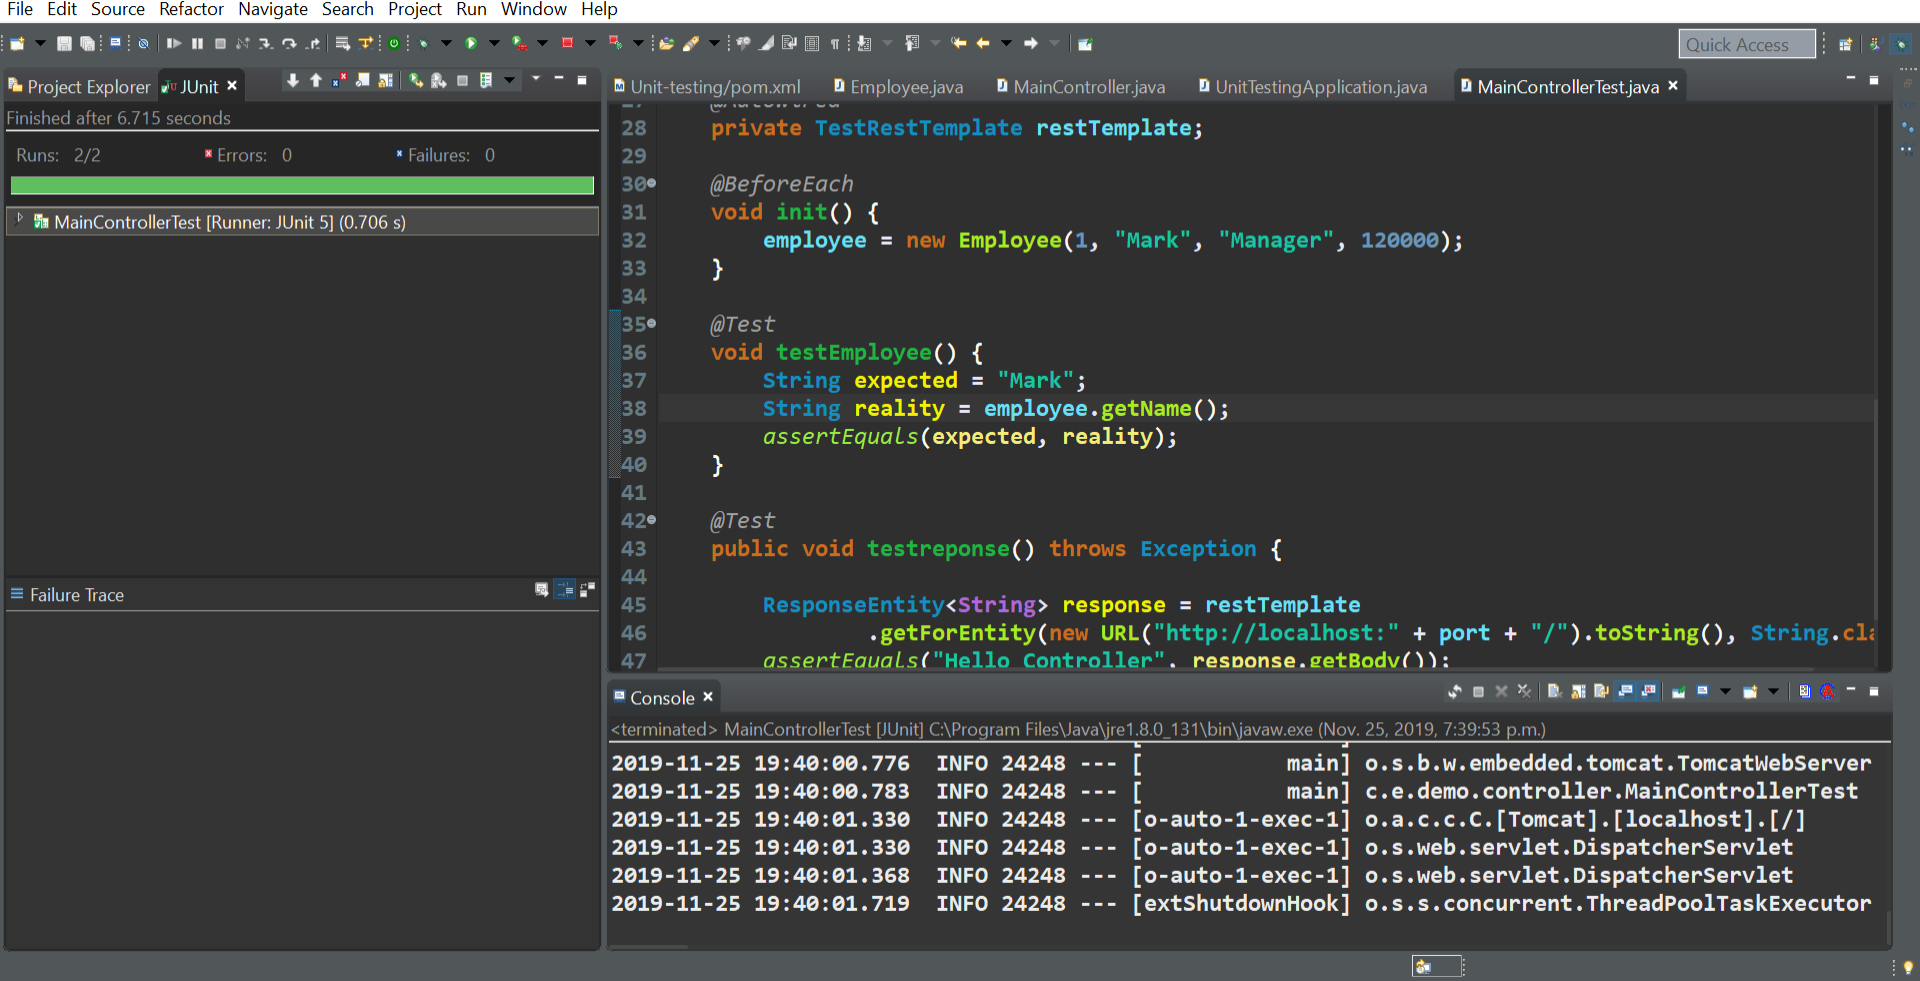 File Edit Source Refactor Navigate Search Project Run Window Help
Quick Access
Project Explorer JUnit
Finished after 6.715 seconds
Runs: 2/2 Errors: 0 Failures: 0
MainControllerTest [Runner: JUnit 5] (0.706 s)
Failure Trace
Unit-testing/pom.xml Employee.java MainController.java UnitTestingApplication.java MainControllerTest.java
27 @Autowired
28 private TestRestTemplate restTemplate;
29
30 @BeforeEach
31 void init() {
32 employee = new Employee(1, "Mark", "Manager", 120000);
33 }
34
35 @Test
36 void testEmployee() {
37 String expected = "Mark";
38 String reality = employee.getName();
39 assertEquals(expected, reality);
40 }
41
42 @Test
43 public void testreponse() throws Exception {
44
45 ResponseEntity<String> response = restTemplate
46 .getForEntity(new URL("http://localhost:" + port + "/").toString(), String.cla
47 assertEquals("Hello Controller", response.getBody());
Console
<terminated> MainControllerTest [JUnit] C:\Program Files\Java\jre1.8.0_131\bin\javaw.exe (Nov. 25, 2019, 7:39:53 p.m.)
2019-11-25 19:40:00.776 INFO 24248 --- [ main] o.s.b.w.embedded.tomcat.TomcatWebServer
2019-11-25 19:40:00.783 INFO 24248 --- [ main] c.e.demo.controller.MainControllerTest
2019-11-25 19:40:01.330 INFO 24248 --- [o-auto-1-exec-1] o.a.c.c.C.[Tomcat].[localhost].[/]
2019-11-25 19:40:01.330 INFO 24248 --- [o-auto-1-exec-1] o.s.web.servlet.DispatcherServlet
2019-11-25 19:40:01.368 INFO 24248 --- [o-auto-1-exec-1] o.s.web.servlet.DispatcherServlet
2019-11-25 19:40:01.719 INFO 24248 --- [extShutdownHook] o.s.s.concurrent.ThreadPoolTaskExecutor